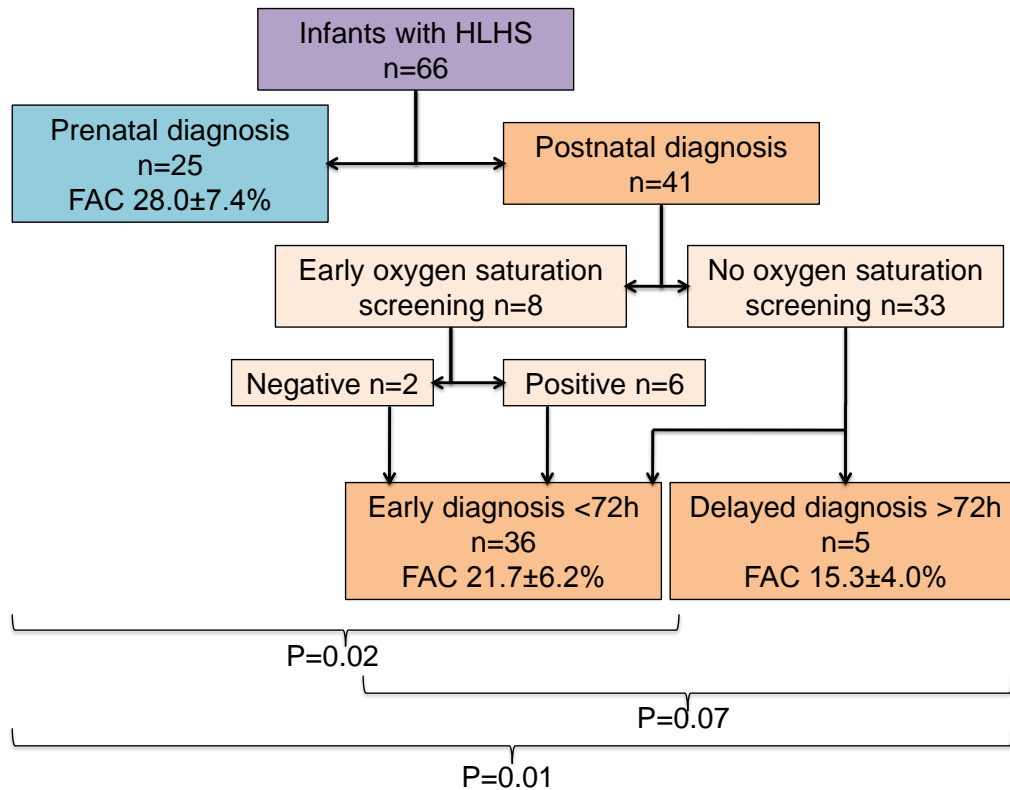 Infants with HLHS
n=66
Prenatal diagnosis
n=25
FAC 28.0±7.4%
Postnatal diagnosis
n=41
Early oxygen saturation
screening n=8
No oxygen saturation
screening n=33
Negative n=2
Positive n=6
Early diagnosis <72h
n=36
FAC 21.7±6.2%
Delayed diagnosis >72h
n=5
FAC 15.3±4.0%
P=0.02
P=0.07
P=0.01